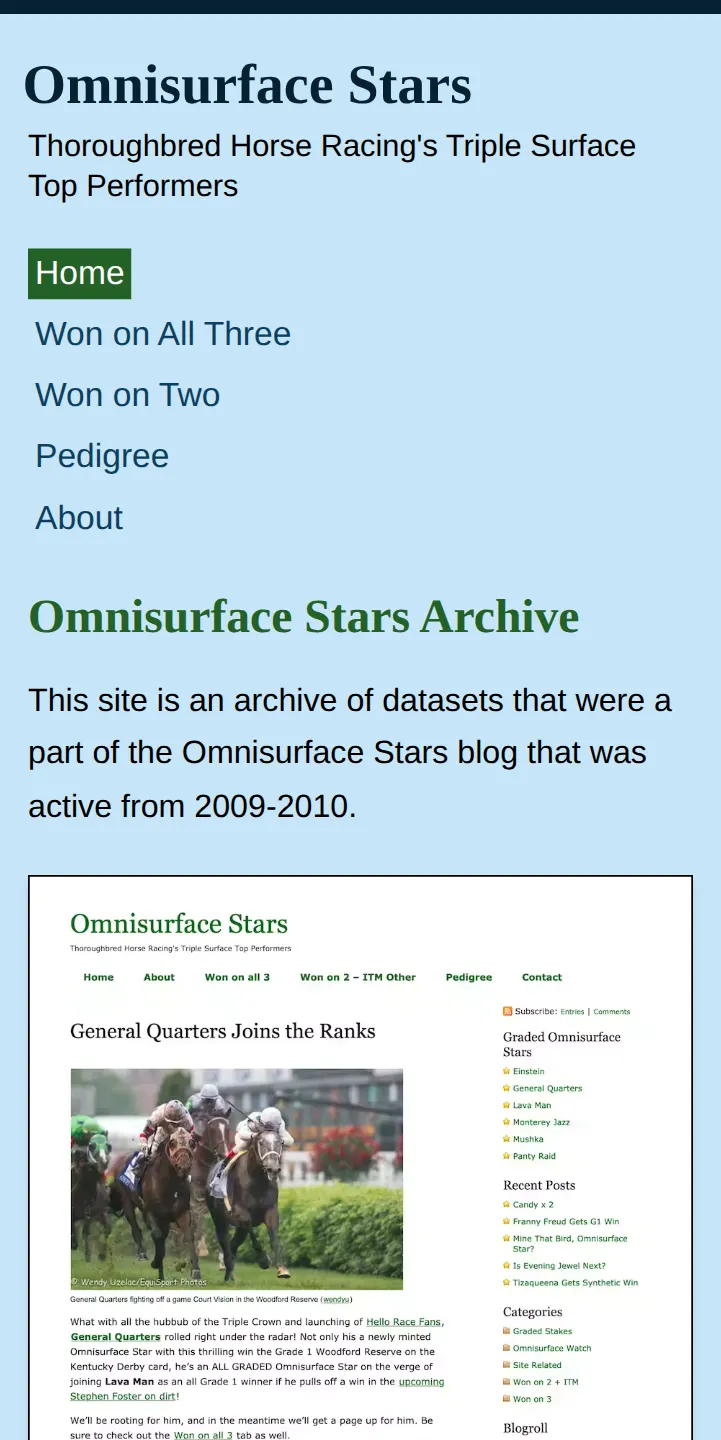 Omnisurface Stars
Thoroughbred Horse Racing's Triple Surface
Top Performers
Home
Won on All Three
Won on Two
Pedigree
About
Omnisurface Stars Archive
This site is an archive of datasets that were a
part of the Omnisurface Stars blog that was
active from 2009-2010.
Omnisurface Stars
Thoroughbred Horse Racing's Triple Surface Top Performers
Home About Won on all 3 Won on 2 – ITM Other Pedigree Contact
General Quarters Joins the Ranks
© Wendy Uzelac/EquiSport Photos
General Quarters fighting off a game Court Vision in the Woodford Reserve (wendyu)
What with all the hubbub of the Triple Crown and launching of Hello Race Fans,
General Quarters rolled right under the radar! Not only his a newly minted
Omnisurface Star with this thrilling win the Grade 1 Woodford Reserve on the
Kentucky Derby card, he's an ALL GRADED Omnisurface Star on the verge of
joining Lava Man as an all Grade 1 winner if he pulls off a win in the upcoming
Stephen Foster on dirt!
We'll be rooting for him, and in the meantime we'll get a page up for him. Be
sure to check out the Won on all 3 tab as well.
Subscribe: Entries | Comments
Graded Omnisurface
Stars
Einstein
General Quarters
Lava Man
Monterey Jazz
Mushka
Panty Raid
Recent Posts
Candy x 2
Franny Freud Gets G1 Win
Mine That Bird, Omnisurface
Star?
Is Evening Jewel Next?
Tizaqueena Gets Synthetic Win
Categories
Graded Stakes
Omnisurface Watch
Site Related
Won on 2 + ITM
Won on 3
Blogroll